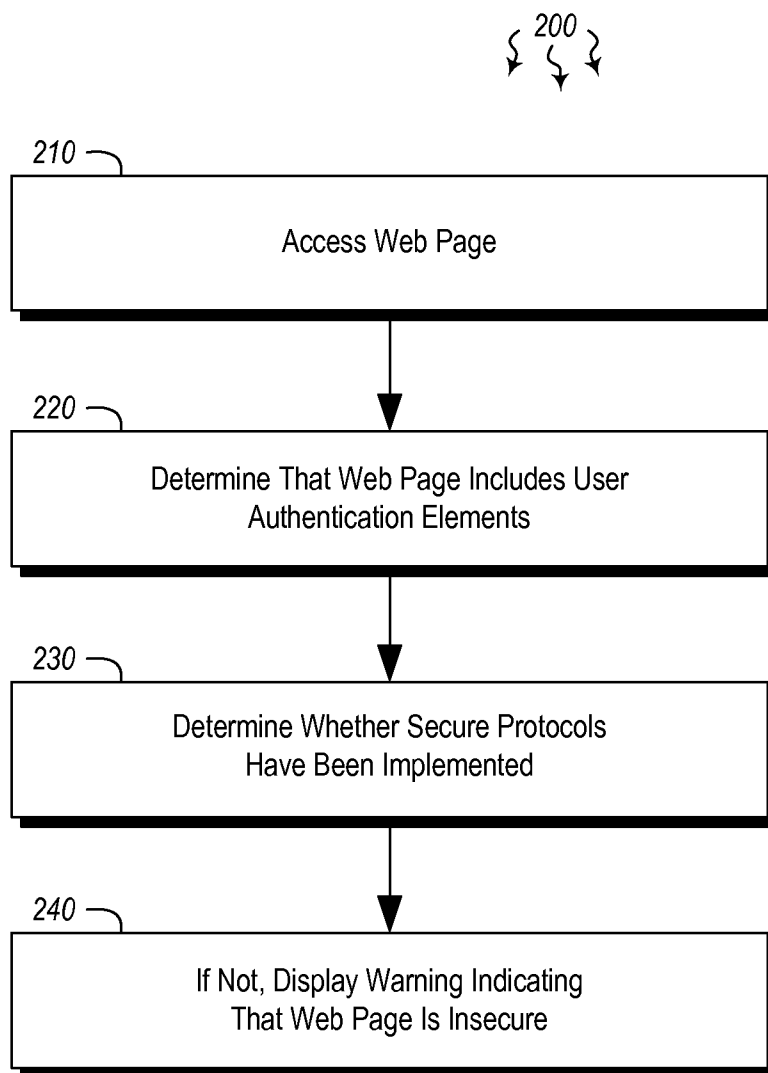 200
210
Access Web Page
220
Determine That Web Page Includes User
Authentication Elements
230
Determine Whether Secure Protocols
Have Been Implemented
240
If Not, Display Warning Indicating
That Web Page Is Insecure